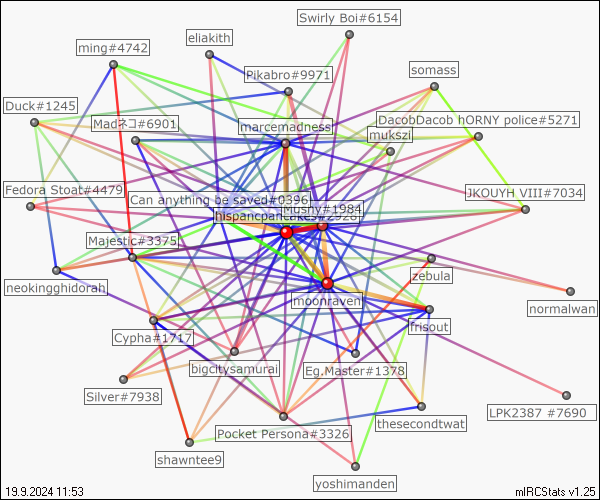 Swirly Boi#6154
eliakith
ming#4742
Pikabro#9971
somass
Duck#1245
DacobDacob hORNY police#5271
Madネコ#6901
marcemadness
mukszi
Fedora Stoat#4479
JKOUYH VIII#7034
Can anything be saved#0396
Mushy#1984
Majestic#3375
zebula
neokingghidorah
moonraven
normalwan
frisout
Cypha#1717
bigcitysamurai
Eg.Master#1378
Silver#7938
LPK2387 #7690
thesecondtwat
Pocket Persona#3326
shawntee9
yoshimanden
19.9.2024 11:53
mIRCStats v1.25